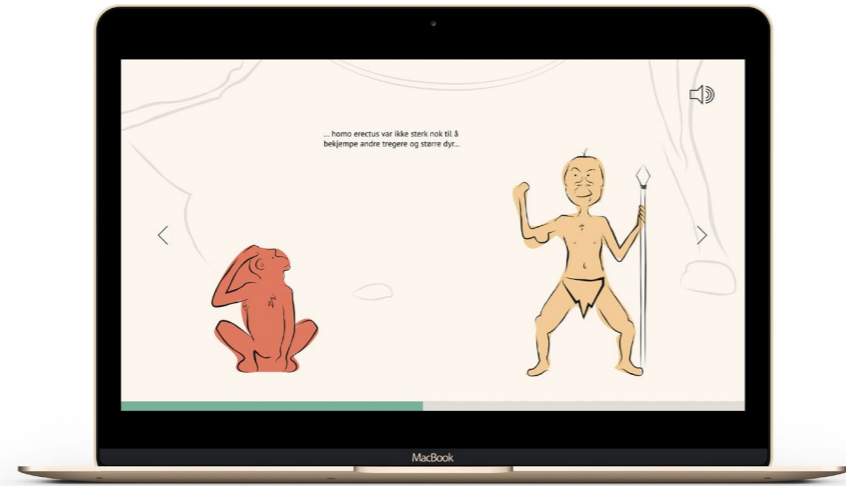 ... homo erectus var ikke sterk nok til å
bekjempe andre tregere og større dyr...
MacBook